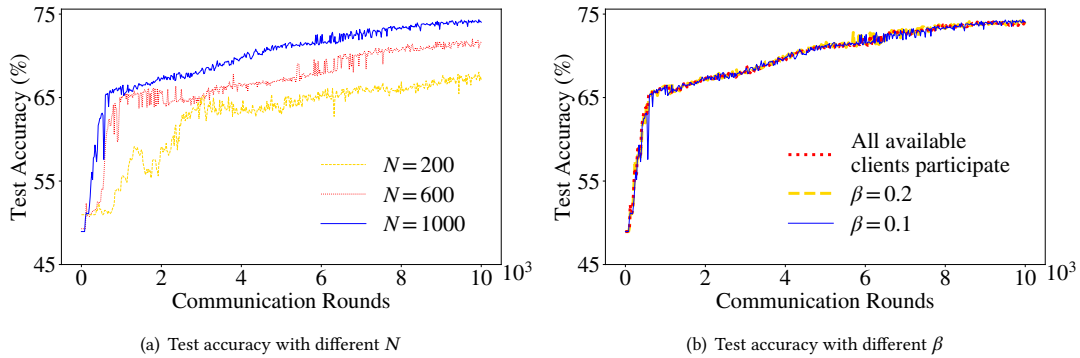 75
65
55
45
Test Accuracy (%)
N = 200
N = 600
N = 1000
0 2 4 6 8 10 10³
Communication Rounds
(a) Test accuracy with different N
75
65
55
45
Test Accuracy (%)
All available
clients participate
β = 0.2
β = 0.1
0 2 4 6 8 10 10³
Communication Rounds
(b) Test accuracy with different β